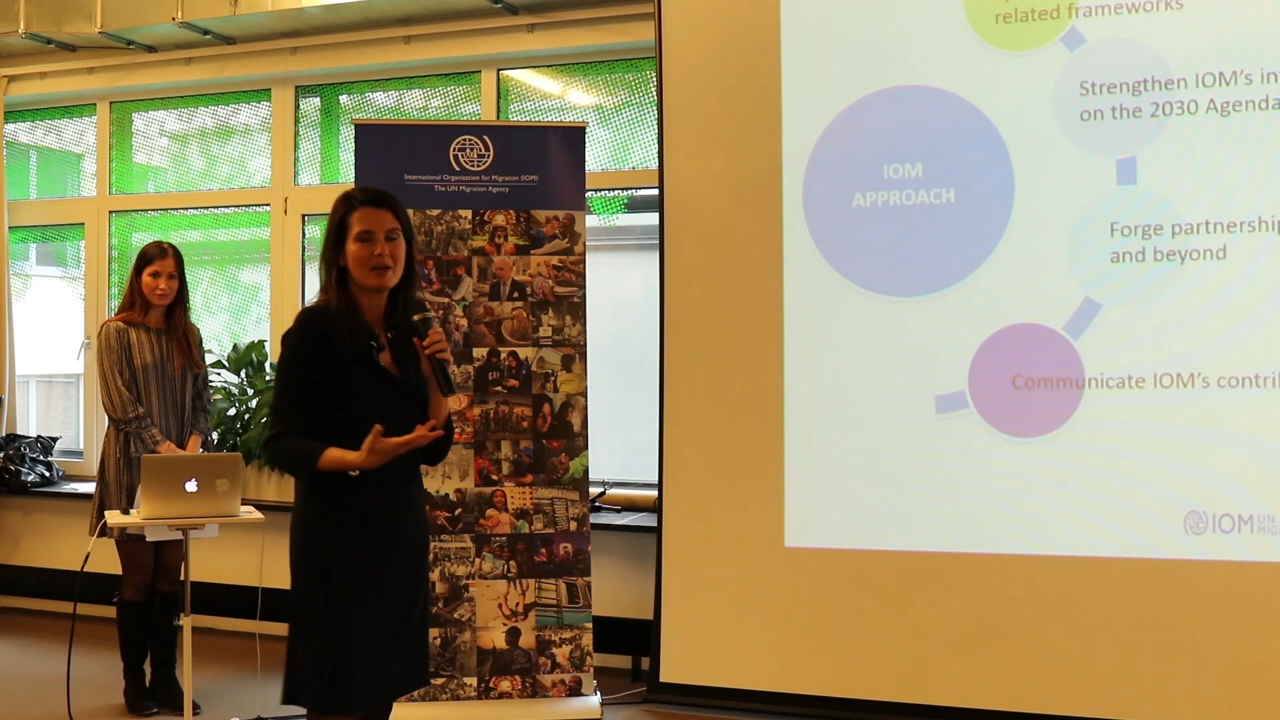 International Organization for Migration (IOM)
The UN Migration Agency
related frameworks
Strengthen IOM's in
on the 2030 Agenda
IOM
APPROACH
Forge partnership
and beyond
Communicate IOM's contri
IOM UN
MIG